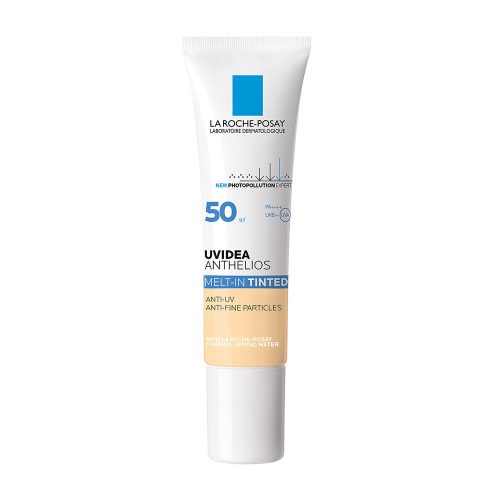 LA ROCHE-POSAY
LABORATOIRE DERMATOLOGIQUE
NEW PHOTOPOLLUTION EXPERT
50 spf
PA++++
UVB+ UVA
UVIDEA
ANTHELIOS
MELT-IN TINTED
ANTI-UV
ANTI-FINE PARTICLES
WITH LA ROCHE-POSAY
THERMAL SPRING WATER